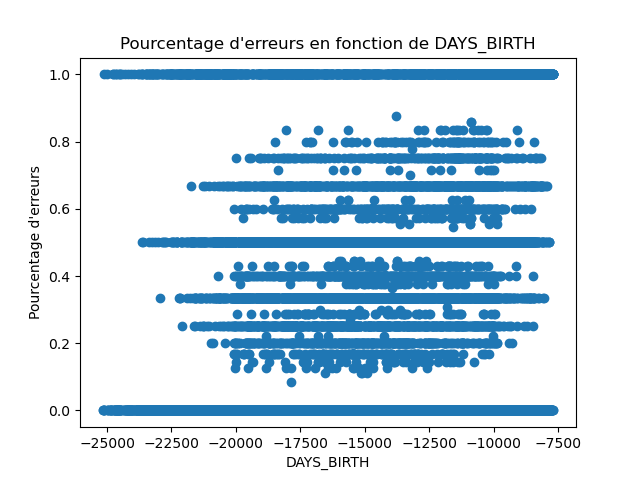 Pourcentage d'erreurs en fonction de DAYS_BIRTH
1.0
0.8
0.6
0.4
0.2
0.0
Pourcentage d'erreurs
−25000 −22500 −20000 −17500 −15000 −12500 −10000 −7500
DAYS_BIRTH